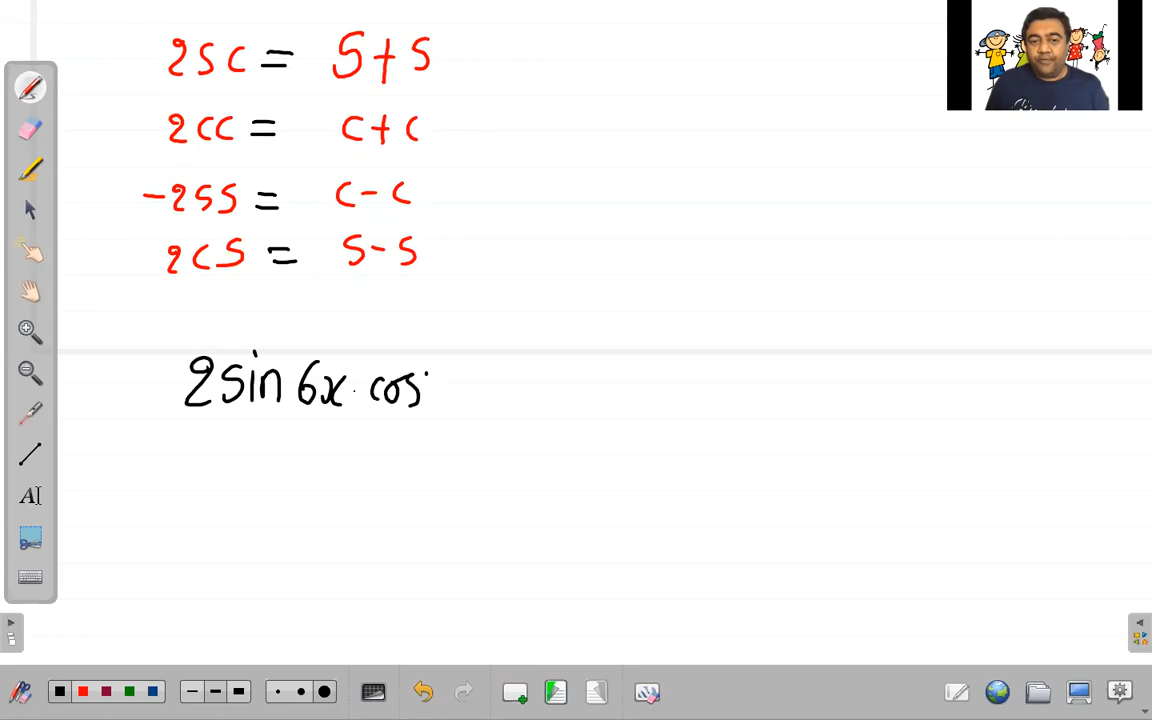 2SC = S+S
2CC = C+C
-2SS = C-C
2CS = S-S
2sin 6x. cos